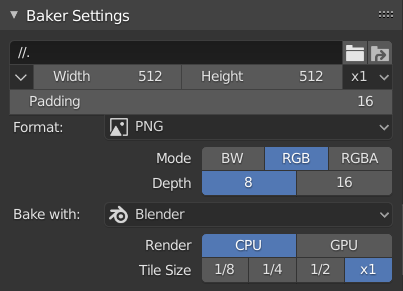 Baker Settings
//.
Width 512 Height 512 x1
Padding 16
Format: PNG
Mode BW RGB RGBA
Depth 8 16
Bake with: Blender
Render CPU GPU
Tile Size 1/8 1/4 1/2 x1